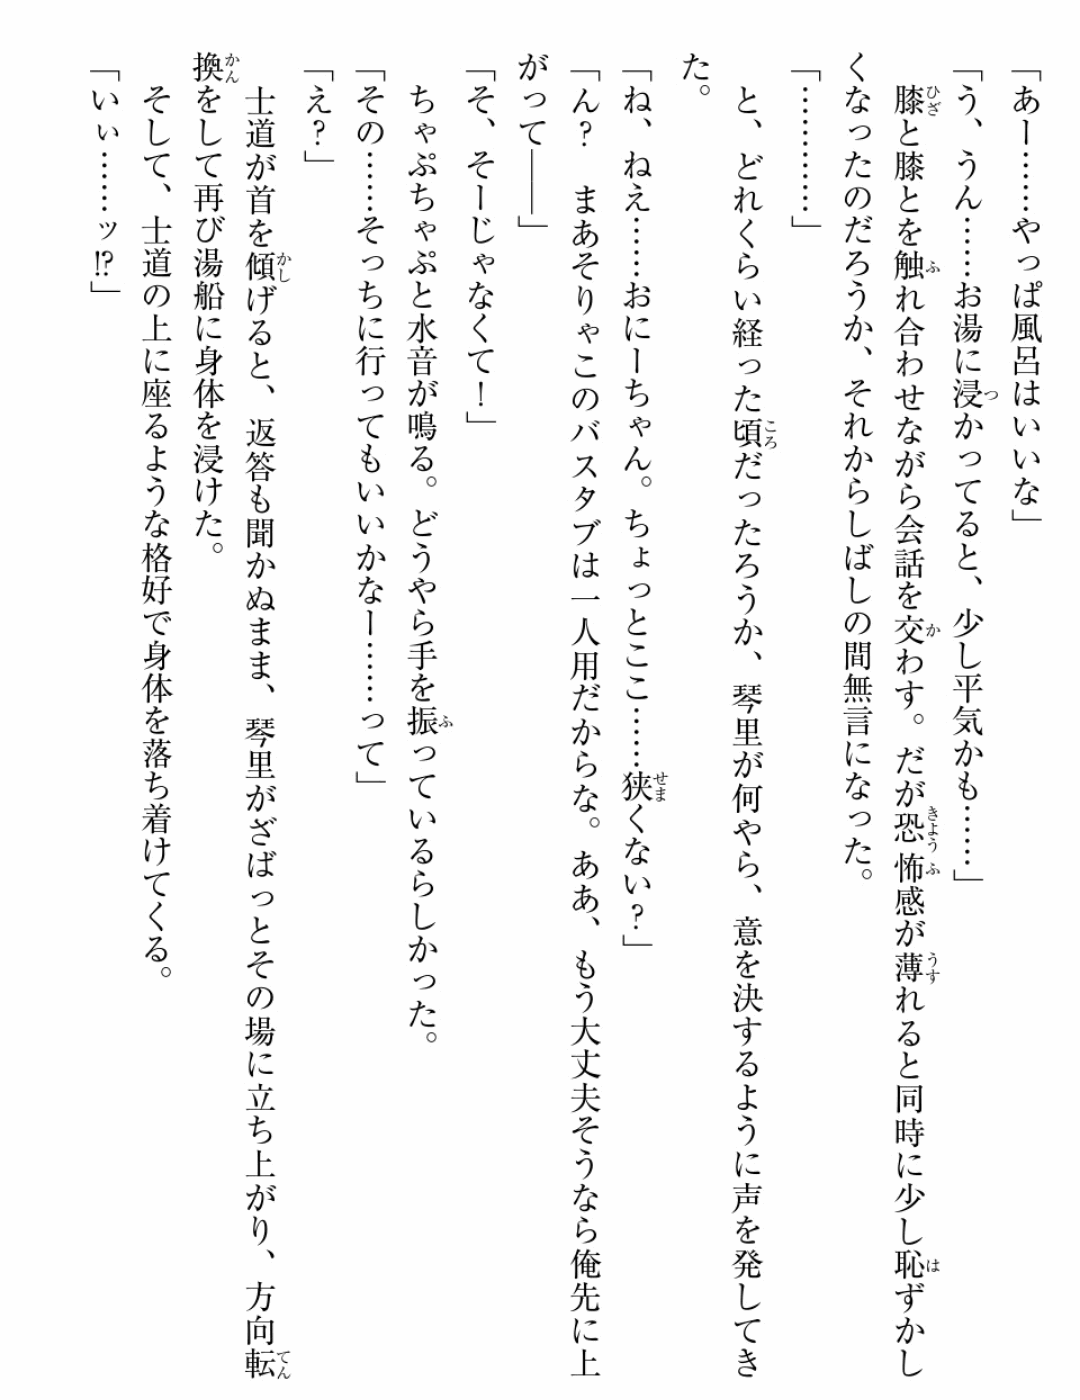 「あー……やっぱ風呂はいいな」
「う、うん……お湯に浸かってると、少し平気かも……」
　膝と膝とを触れ合わせながら会話を交わす。だが恐怖感が薄れると同時に少し恥ずかし
くなったのだろうか、それからしばしの間無言になった。
「…………」
　と、どれくらい経った頃だったろうか、琴里が何やら、意を決するように声を発してき
た。
「ね、ねえ……おにーちゃん。ちょっとここ……狭くない？」
「ん？　まあそりゃこのバスタブは一人用だからな。ああ、もう大丈夫そうなら俺先に上
がって――」
「そ、そーじゃなくて！」
　ちゃぷちゃぷと水音が鳴る。どうやら手を振っているらしかった。
「その……そっちに行ってもいいかなー……って」
「え？」
　士道が首を傾げると、返答も聞かぬまま、琴里がざばっとその場に立ち上がり、方向転
換をして再び湯船に身体を浸けた。
　そして、士道の上に座るような格好で身体を落ち着けてくる。
「いぃ……ッ!?」